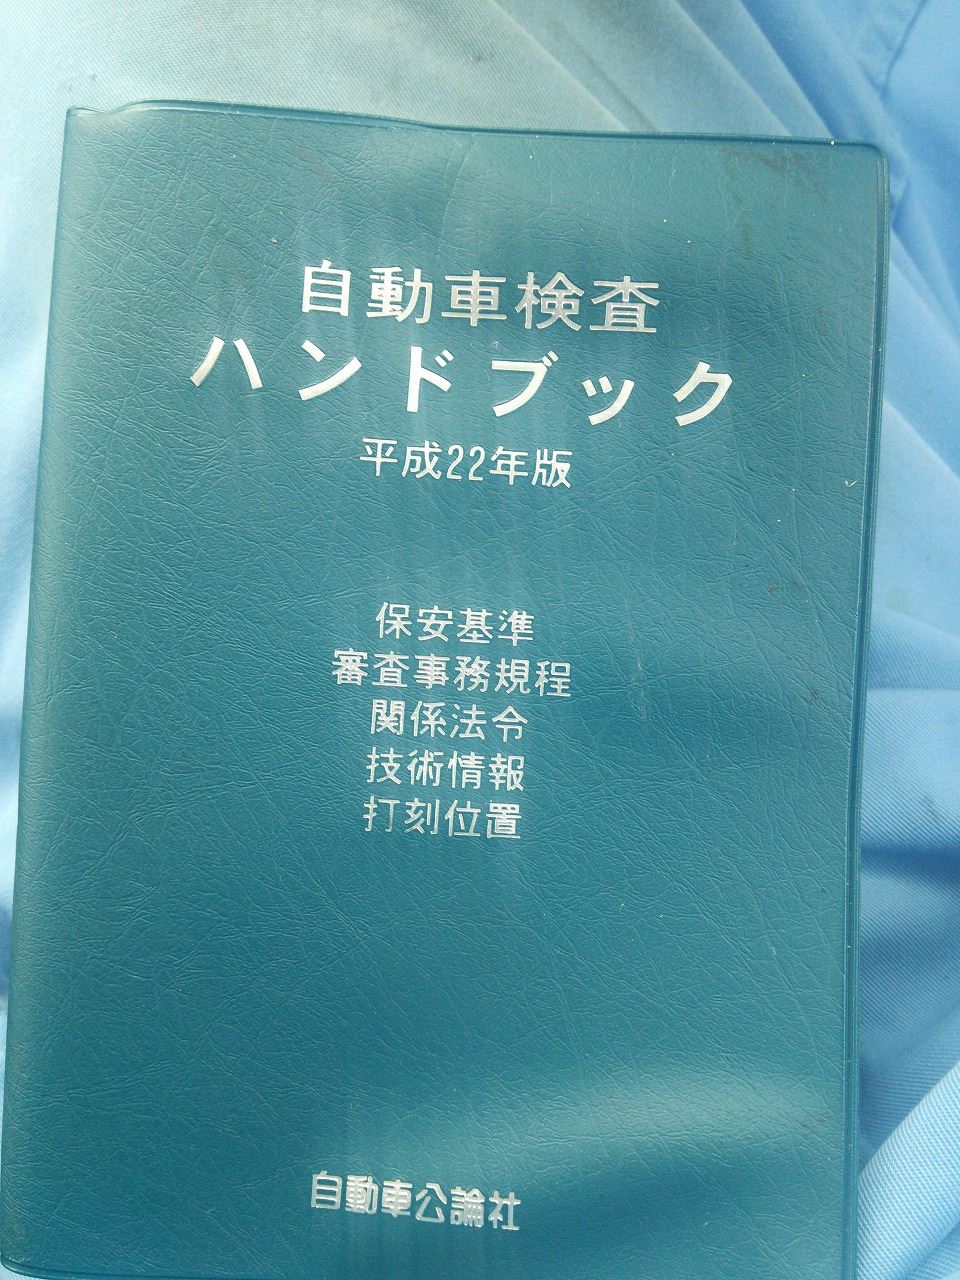 自動車検査
ハンドブック
平成22年版
保安基準
審査事務規程
関係法令
技術情報
打刻位置
自動車公論社